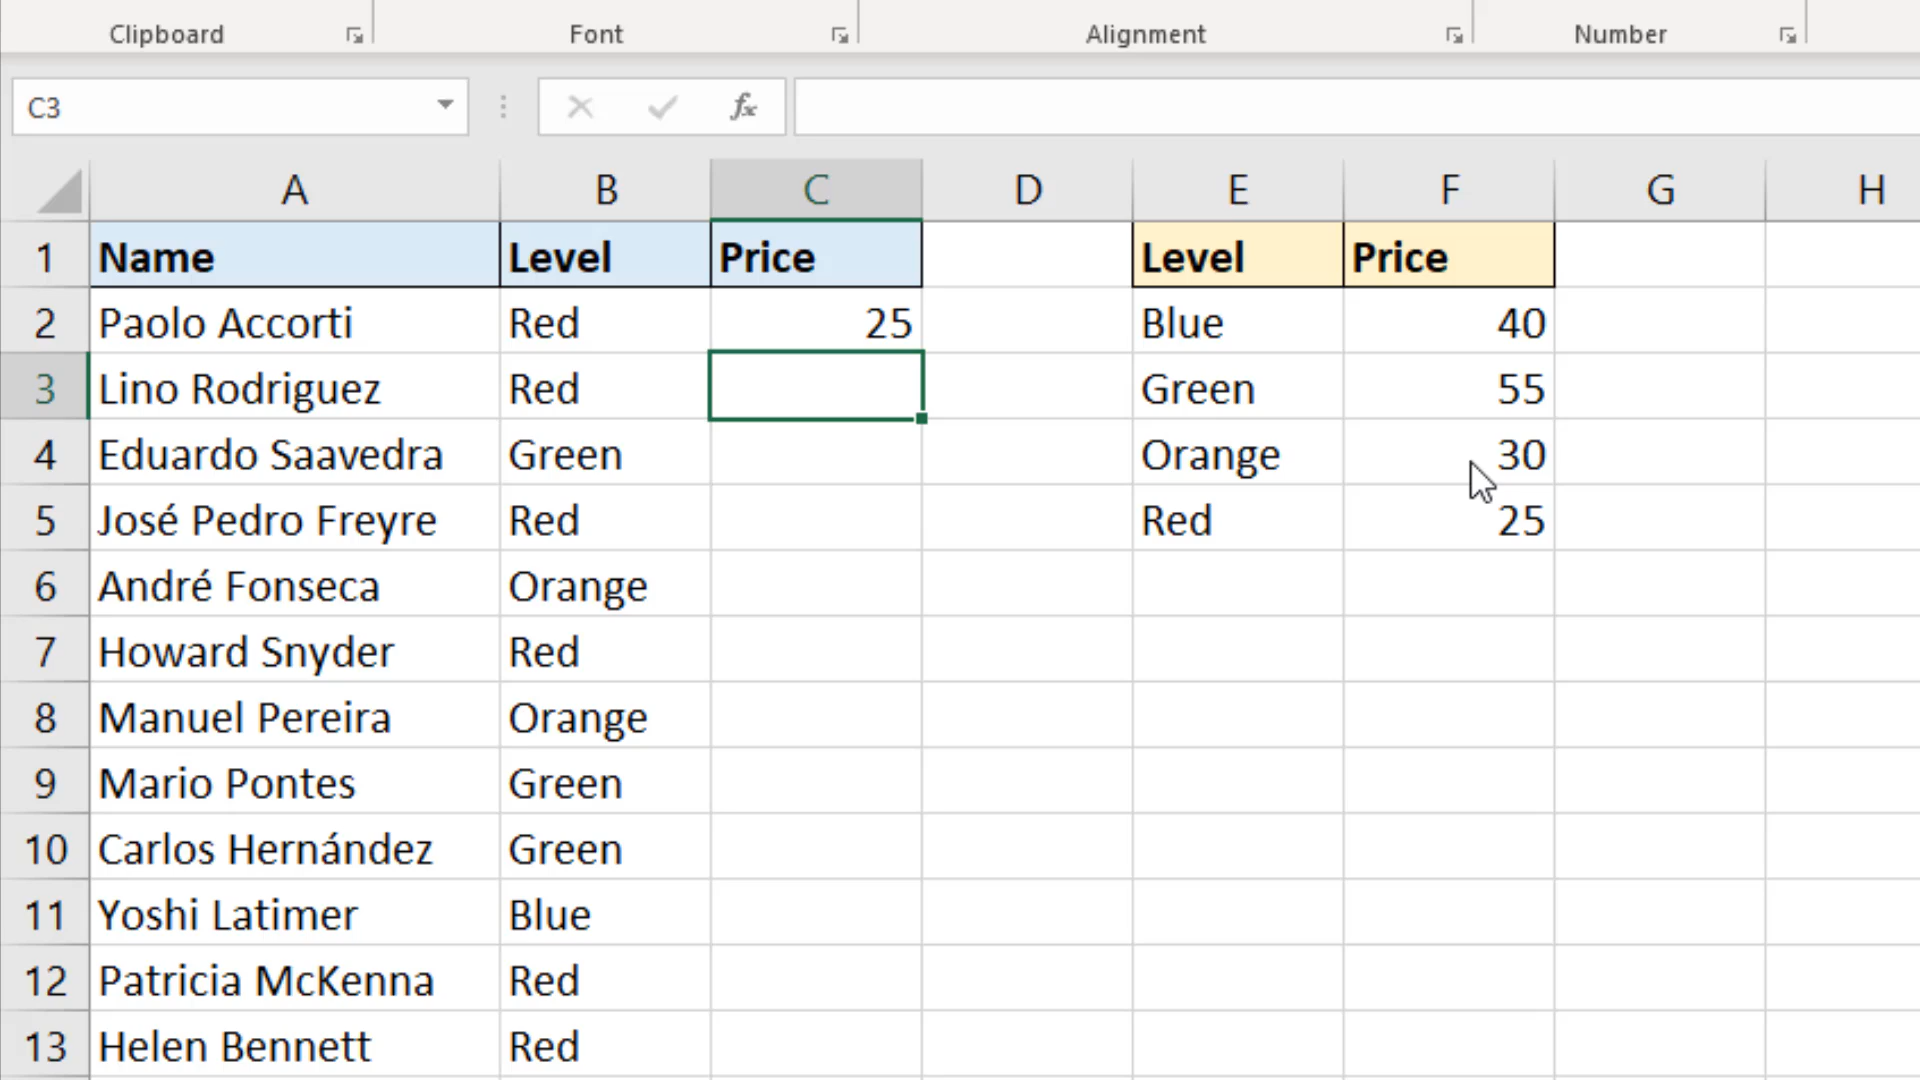 Clipboard Font Alignment Number
C3 fx
A B C D E F G H
1 Name Level Price Level Price
2 Paolo Accorti Red 25 Blue 40
3 Lino Rodriguez Red Green 55
4 Eduardo Saavedra Green Orange 30
5 José Pedro Freyre Red Red 25
6 André Fonseca Orange
7 Howard Snyder Red
8 Manuel Pereira Orange
9 Mario Pontes Green
10 Carlos Hernández Green
11 Yoshi Latimer Blue
12 Patricia McKenna Red
13 Helen Bennett Red